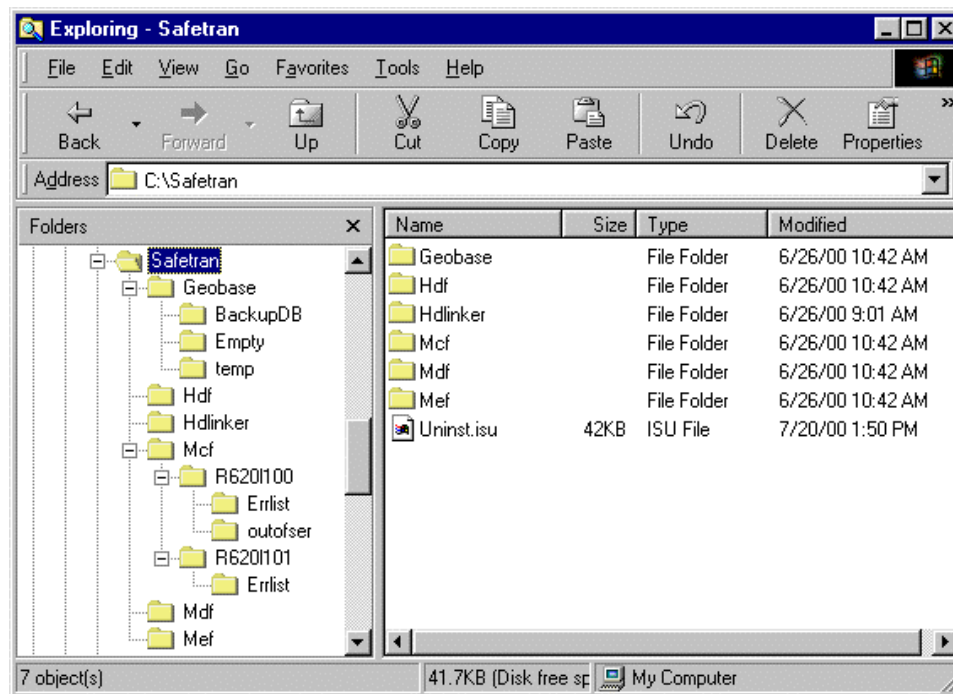 Exploring - Safetran
File Edit View Go Favorites Tools Help
Back Forward Up Cut Copy Paste Undo Delete Properties
Address C:\Safetran
Folders
Safetran
Geobase
BackupDB
Empty
temp
Hdf
Hdlinker
Mcf
R620I100
Errlist
outofser
R620I101
Errlist
Mdf
Mef
Name Size Type Modified
Geobase File Folder 6/26/00 10:42 AM
Hdf File Folder 6/26/00 10:42 AM
Hdlinker File Folder 6/26/00 9:01 AM
Mcf File Folder 6/26/00 10:42 AM
Mdf File Folder 6/26/00 10:42 AM
Mef File Folder 6/26/00 10:42 AM
Uninst.isu 42KB ISU File 7/20/00 1:50 PM
7 object(s) 41.7KB (Disk free sp My Computer